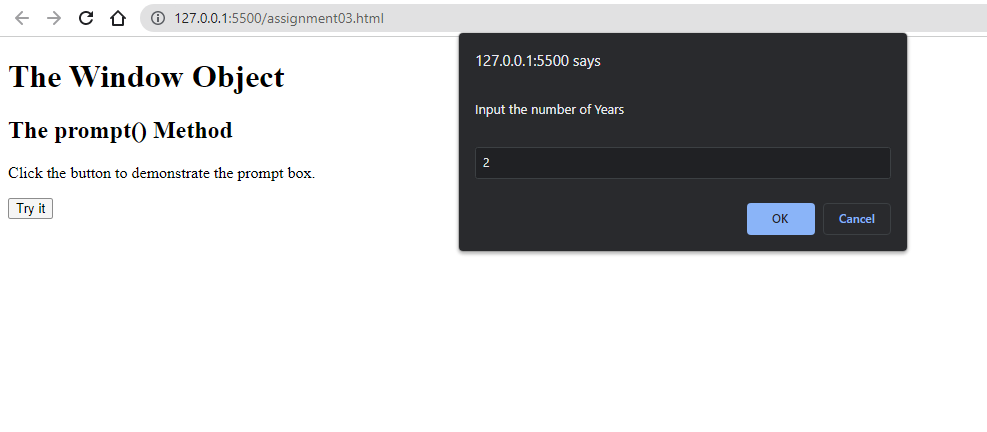 127.0.0.1:5500/assignment03.html
The Window Object
The prompt() Method
Click the button to demonstrate the prompt box.
Try it
127.0.0.1:5500 says
Input the number of Years
2
OK
Cancel